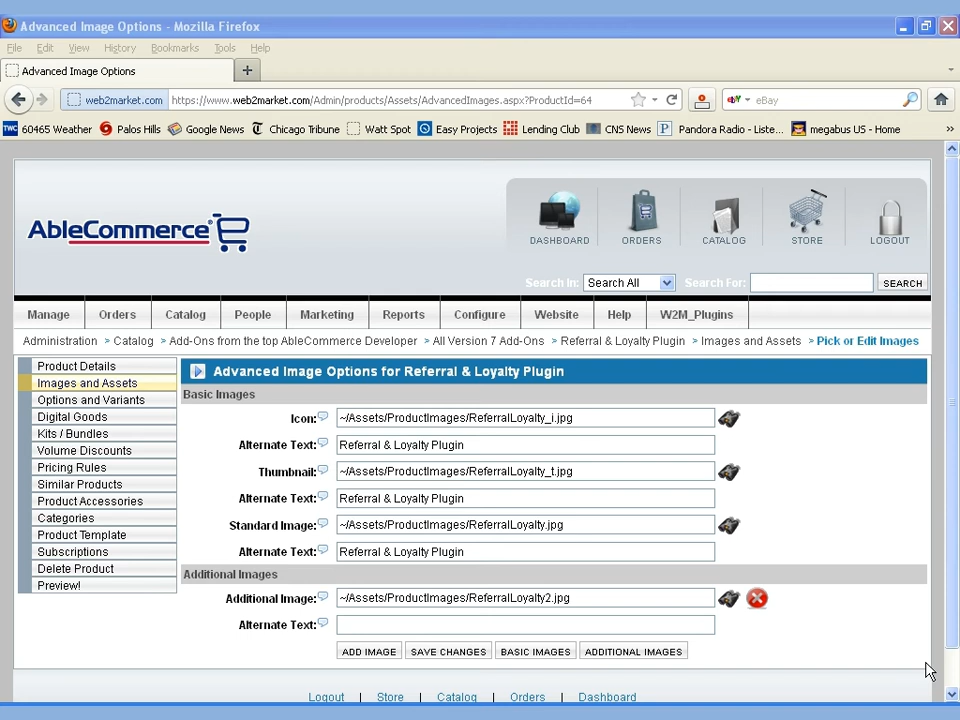 Advanced Image Options - Mozilla Firefox
File Edit View History Bookmarks Tools Help
Advanced Image Options +
web2market.com https://www.web2market.com/Admin/products/Assets/AdvancedImages.aspx?ProductId=64 eBay
TWC 60465 Weather Palos Hills Google News Chicago Tribune Watt Spot Easy Projects Lending Club CNS News Pandora Radio - Liste... megabus US - Home »
AbleCommerce
DASHBOARD ORDERS CATALOG STORE LOGOUT
Search In: Search All Search For: SEARCH
Manage Orders Catalog People Marketing Reports Configure Website Help W2M_Plugins
Administration > Catalog > Add-Ons from the top AbleCommerce Developer > All Version 7 Add-Ons > Referral & Loyalty Plugin > Images and Assets > Pick or Edit Images
Product Details
Images and Assets
Options and Variants
Digital Goods
Kits / Bundles
Volume Discounts
Pricing Rules
Similar Products
Product Accessories
Categories
Product Template
Subscriptions
Delete Product
Preview!
Advanced Image Options for Referral & Loyalty Plugin
Basic Images
Icon: ~/Assets/ProductImages/ReferralLoyalty_i.jpg
Alternate Text: Referral & Loyalty Plugin
Thumbnail: ~/Assets/ProductImages/ReferralLoyalty_t.jpg
Alternate Text: Referral & Loyalty Plugin
Standard Image: ~/Assets/ProductImages/ReferralLoyalty.jpg
Alternate Text: Referral & Loyalty Plugin
Additional Images
Additional Image: ~/Assets/ProductImages/ReferralLoyalty2.jpg
Alternate Text:
ADD IMAGE SAVE CHANGES BASIC IMAGES ADDITIONAL IMAGES
Logout | Store | Catalog | Orders | Dashboard